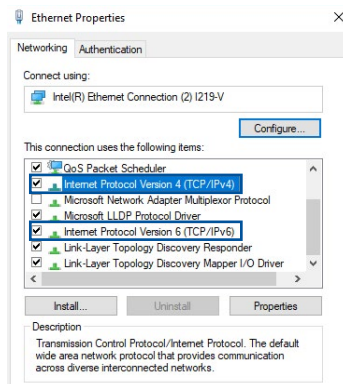 Ethernet Properties
Networking Authentication
Connect using:
Intel(R) Ethernet Connection (2) I219-V
Configure...
This connection uses the following items:
QoS Packet Scheduler
Internet Protocol Version 4 (TCP/IPv4)
Microsoft Network Adapter Multiplexor Protocol
Microsoft LLDP Protocol Driver
Internet Protocol Version 6 (TCP/IPv6)
Link-Layer Topology Discovery Responder
Link-Layer Topology Discovery Mapper I/O Driver
Install... Uninstall Properties
Description
Transmission Control Protocol/Internet Protocol. The default
wide area network protocol that provides communication
across diverse interconnected networks.